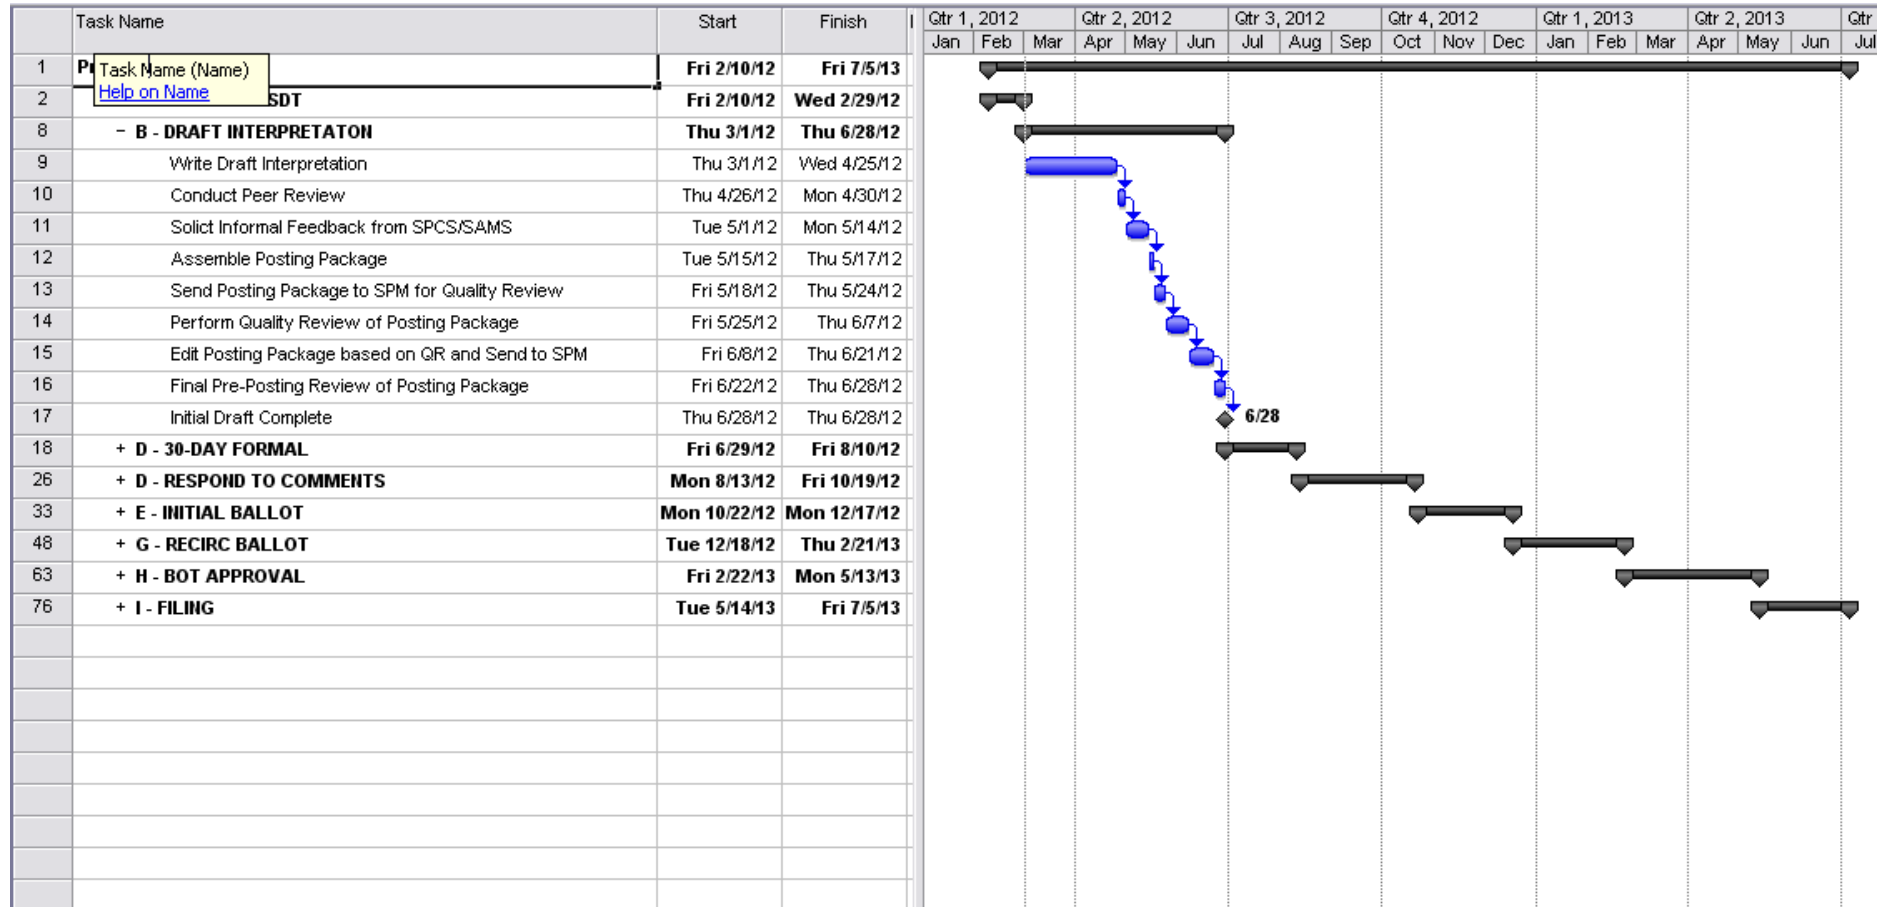 Task Name Start Finish Qtr 1, 2012 Qtr 2, 2012 Qtr 3, 2012 Qtr 4, 2012 Qtr 1, 2013 Qtr 2, 2013 Qtr
Jan Feb Mar Apr May Jun Jul Aug Sep Oct Nov Dec Jan Feb Mar Apr May Jun Jul
1 Fri 2/10/12 Fri 7/5/13
Task Name (Name)
Help on Name
2 SDT Fri 2/10/12 Wed 2/29/12
8 − B - DRAFT INTERPRETATON Thu 3/1/12 Thu 6/28/12
9 Write Draft Interpretation Thu 3/1/12 Wed 4/25/12
10 Conduct Peer Review Thu 4/26/12 Mon 4/30/12
11 Solict Informal Feedback from SPCS/SAMS Tue 5/1/12 Mon 5/14/12
12 Assemble Posting Package Tue 5/15/12 Thu 5/17/12
13 Send Posting Package to SPM for Quality Review Fri 5/18/12 Thu 5/24/12
14 Perform Quality Review of Posting Package Fri 5/25/12 Thu 6/7/12
15 Edit Posting Package based on QR and Send to SPM Fri 6/8/12 Thu 6/21/12
16 Final Pre-Posting Review of Posting Package Fri 6/22/12 Thu 6/28/12
17 Initial Draft Complete Thu 6/28/12 Thu 6/28/12 6/28
18 + D - 30-DAY FORMAL Fri 6/29/12 Fri 8/10/12
26 + D - RESPOND TO COMMENTS Mon 8/13/12 Fri 10/19/12
33 + E - INITIAL BALLOT Mon 10/22/12 Mon 12/17/12
48 + G - RECIRC BALLOT Tue 12/18/12 Thu 2/21/13
63 + H - BOT APPROVAL Fri 2/22/13 Mon 5/13/13
76 + I - FILING Tue 5/14/13 Fri 7/5/13